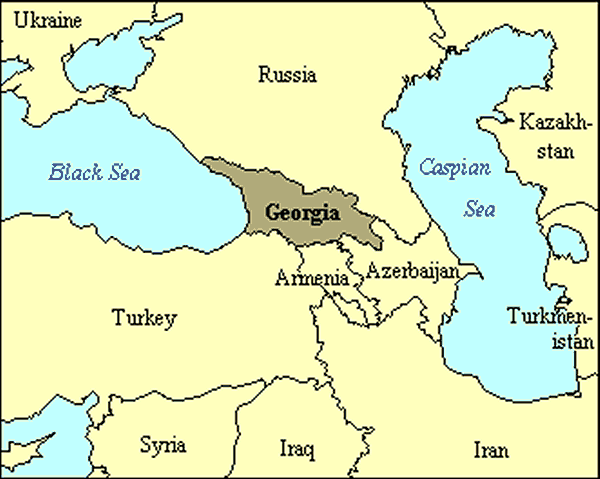 Ukraine
Russia
Kazakh-
stan
Black Sea
Caspian
Sea
Georgia
Armenia
Azerbaijan
Turkey
Turkmen-
istan
Syria
Iraq
Iran